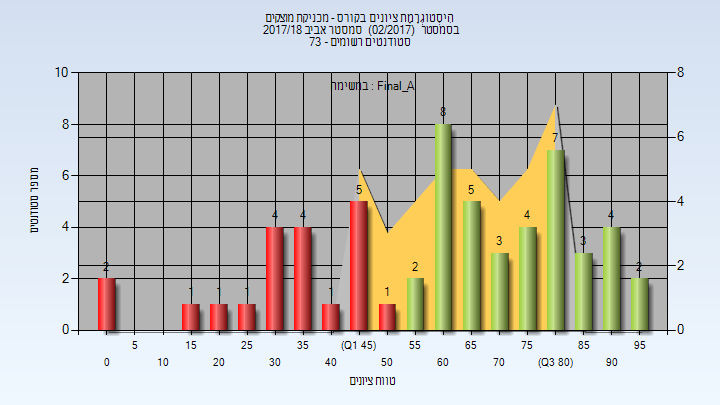 היסטוגרמת ציונים בקורס - מכניקת מוצקים
בסמסטר (02/2017) סמסטר אביב 2017/18
סטודנטים רשומים - 73
במשימה : Final_A
10 8 6 4 2 0
מספר סטודנטים
8 6 4 2 0
2 1 1 1 4 4 1 5 1 2 8 5 3 4 7 3 4 2
5 15 25 35 (Q1 45) 55 65 75 85 95
0 10 20 30 40 50 60 70 (Q3 80) 90
טווח ציונים